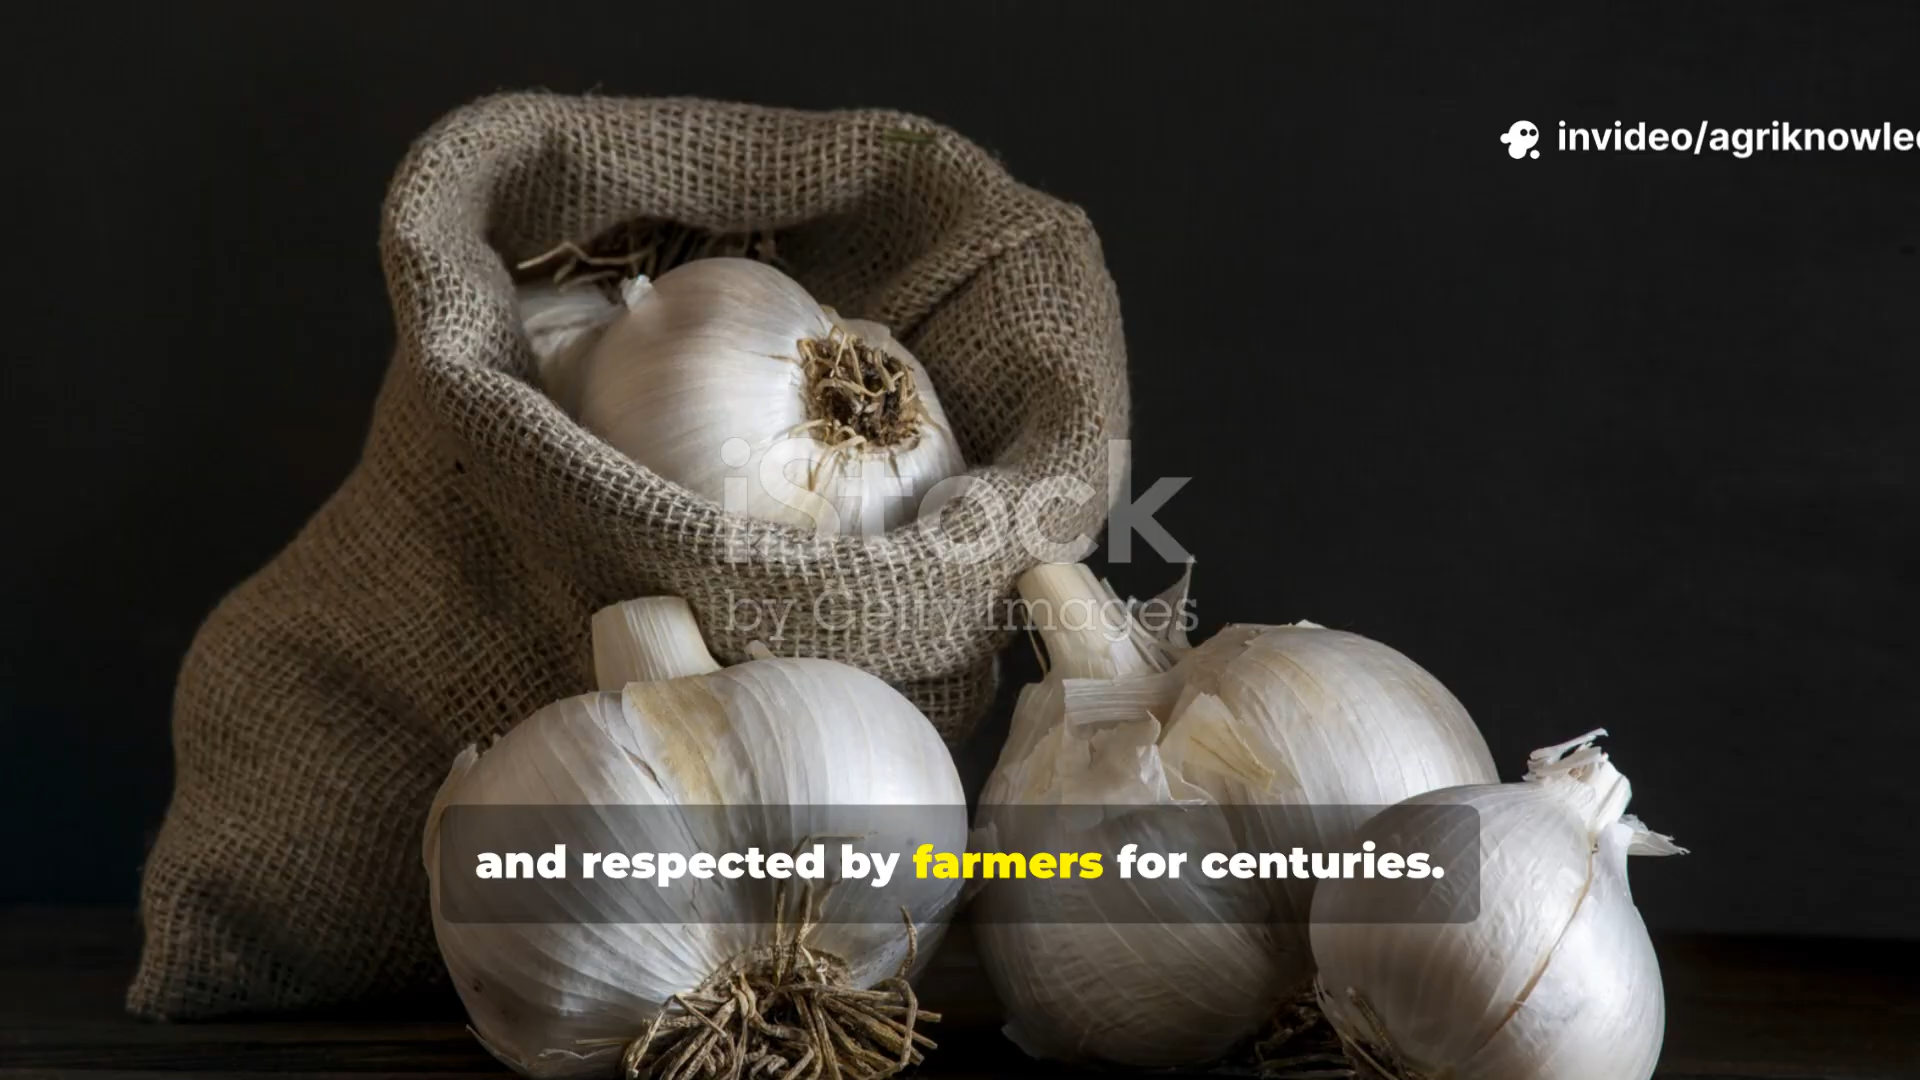 invideo/agriknowle
iStock
by Getty Images
and respected by farmers for centuries.